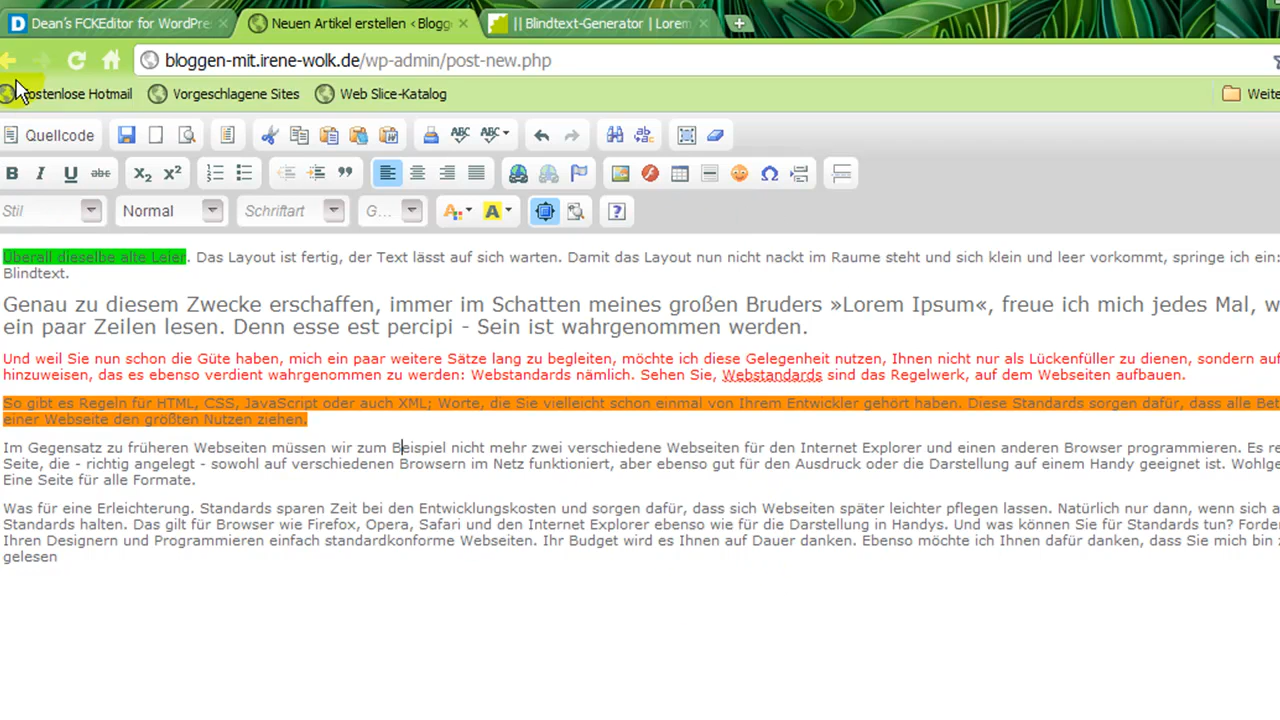 Dean's FCKEditor for WordPre
Neuen Artikel erstellen ‹ Blogg
|| Blindtext-Generator | Lorem
bloggen-mit.irene-wolk.de/wp-admin/post-new.php
Kostenlose Hotmail
Vorgeschlagene Sites
Web Slice-Katalog
Weite
Quellcode
ABC
ABC
B I U abc X₂ X²
Stil
Normal
Schriftart
G...
A
A
?
Überall dieselbe alte Leier. Das Layout ist fertig, der Text lässt auf sich warten. Damit das Layout nun nicht nackt im Raume steht und sich klein und leer vorkommt, springe ich ein:
Blindtext.
Genau zu diesem Zwecke erschaffen, immer im Schatten meines großen Bruders »Lorem Ipsum«, freue ich mich jedes Mal, w
ein paar Zeilen lesen. Denn esse est percipi - Sein ist wahrgenommen werden.
Und weil Sie nun schon die Güte haben, mich ein paar weitere Sätze lang zu begleiten, möchte ich diese Gelegenheit nutzen, Ihnen nicht nur als Lückenfüller zu dienen, sondern auf
hinzuweisen, das es ebenso verdient wahrgenommen zu werden: Webstandards nämlich. Sehen Sie, Webstandards sind das Regelwerk, auf dem Webseiten aufbauen.
So gibt es Regeln für HTML, CSS, JavaScript oder auch XML; Worte, die Sie vielleicht schon einmal von Ihrem Entwickler gehört haben. Diese Standards sorgen dafür, dass alle Bet
einer Webseite den größten Nutzen ziehen.
Im Gegensatz zu früheren Webseiten müssen wir zum Beispiel nicht mehr zwei verschiedene Webseiten für den Internet Explorer und einen anderen Browser programmieren. Es re
Seite, die - richtig angelegt - sowohl auf verschiedenen Browsern im Netz funktioniert, aber ebenso gut für den Ausdruck oder die Darstellung auf einem Handy geeignet ist. Wohlge
Eine Seite für alle Formate.
Was für eine Erleichterung. Standards sparen Zeit bei den Entwicklungskosten und sorgen dafür, dass sich Webseiten später leichter pflegen lassen. Natürlich nur dann, wenn sich a
Standards halten. Das gilt für Browser wie Firefox, Opera, Safari und den Internet Explorer ebenso wie für die Darstellung in Handys. Und was können Sie für Standards tun? Forder
Ihren Designern und Programmieren einfach standardkonforme Webseiten. Ihr Budget wird es Ihnen auf Dauer danken. Ebenso möchte ich Ihnen dafür danken, dass Sie mich bin z
gelesen